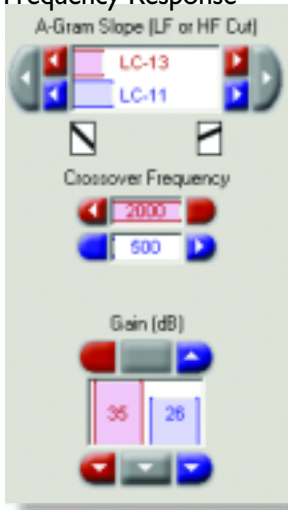 Frequency Response
A-Gram Slope (LF or HF Cut)
LC-13
LC-11
Crossover Frequency
2000
500
Gain (dB)
35 26